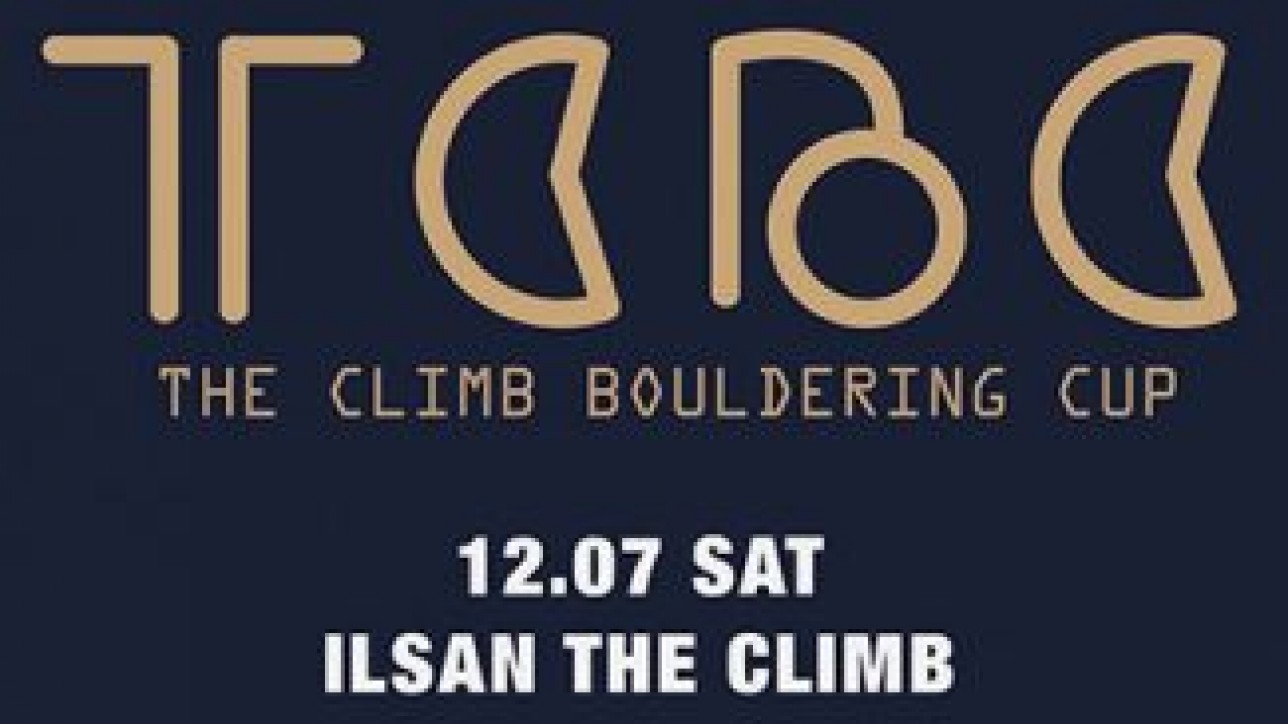 TCBC
THE CLIMB BOULDERING CUP
12.07 SAT
ILSAN THE CLIMB